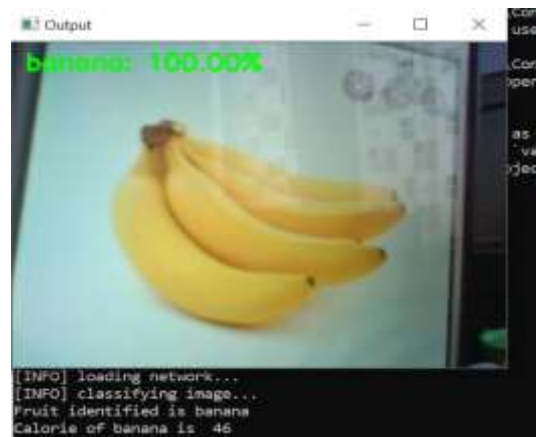 Output
banana: 100.00%
[INFO] loading network...
[INFO] classifying image...
Fruit identified is banana
Calorie of banana is 46
as